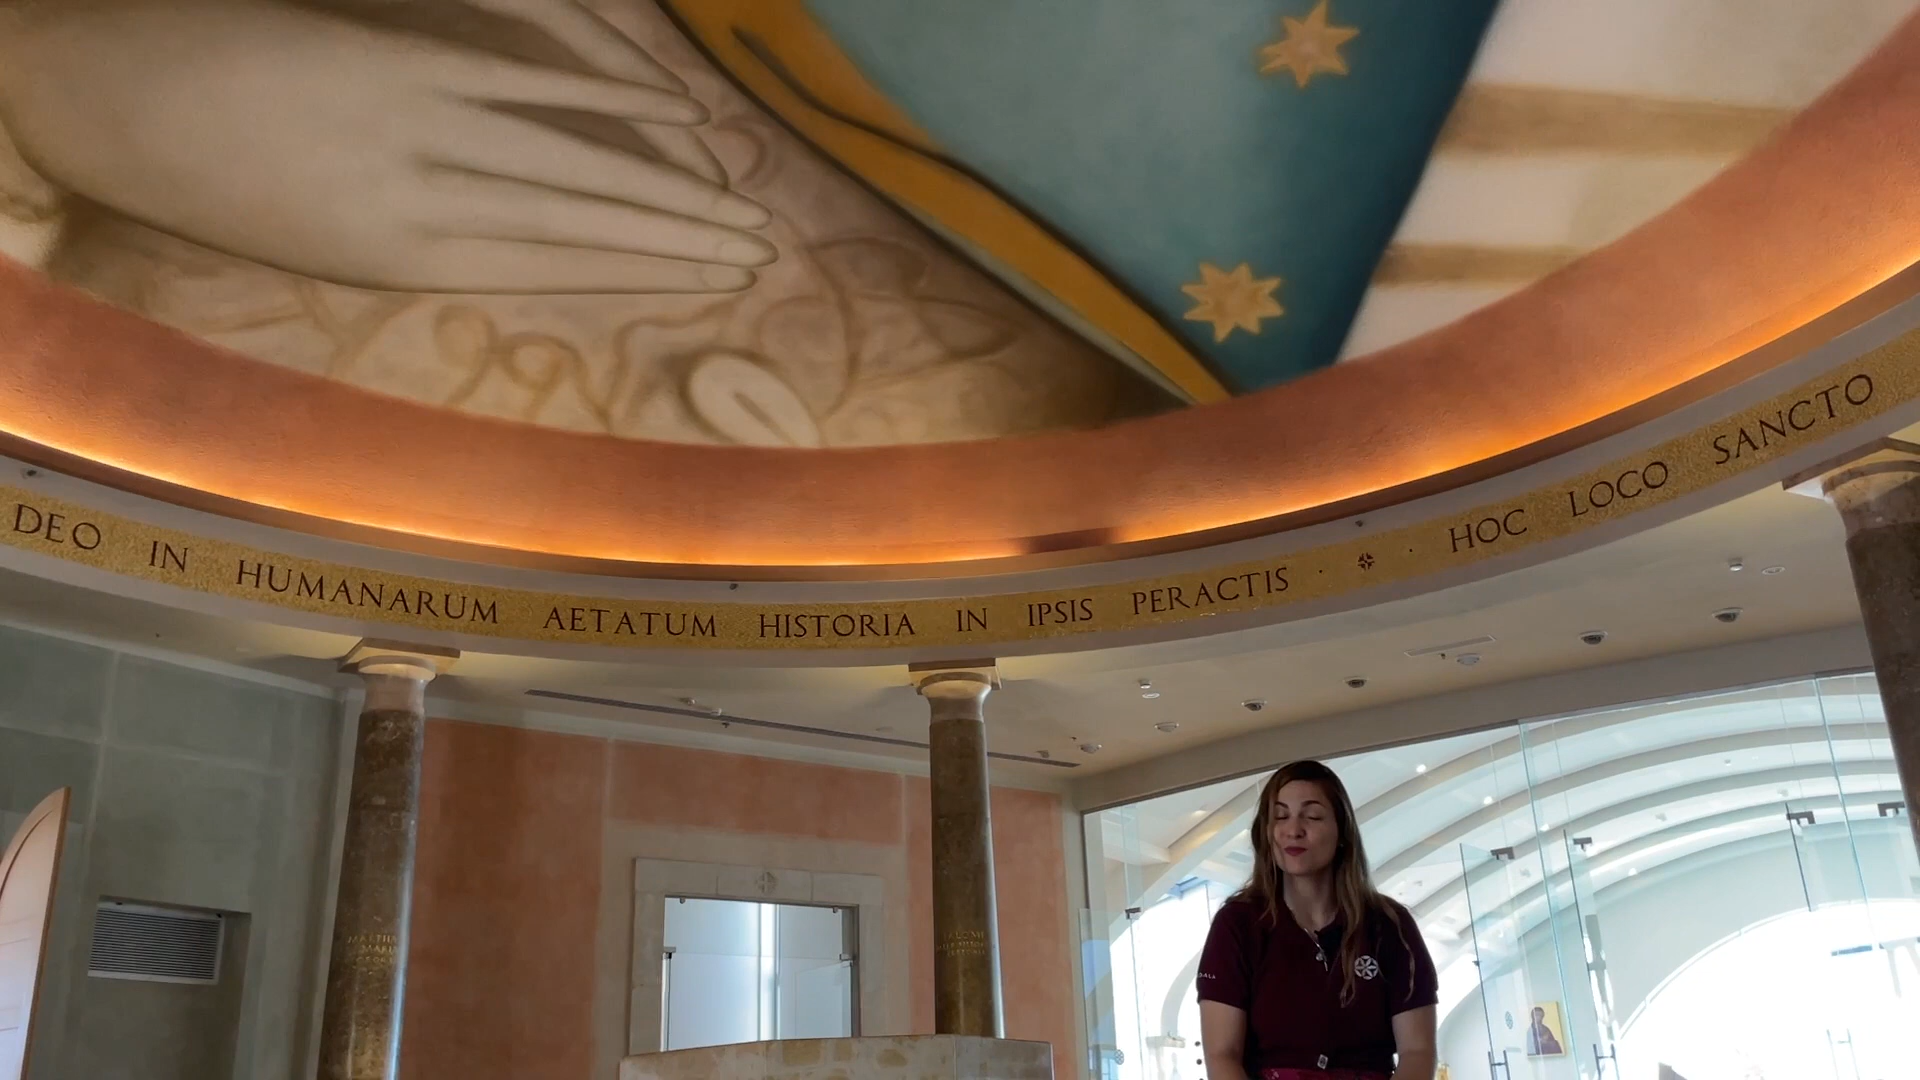 DEO IN HUMANARUM AETATUM HISTORIA IN IPSIS PERACTIS · · HOC LOCO SANCTO